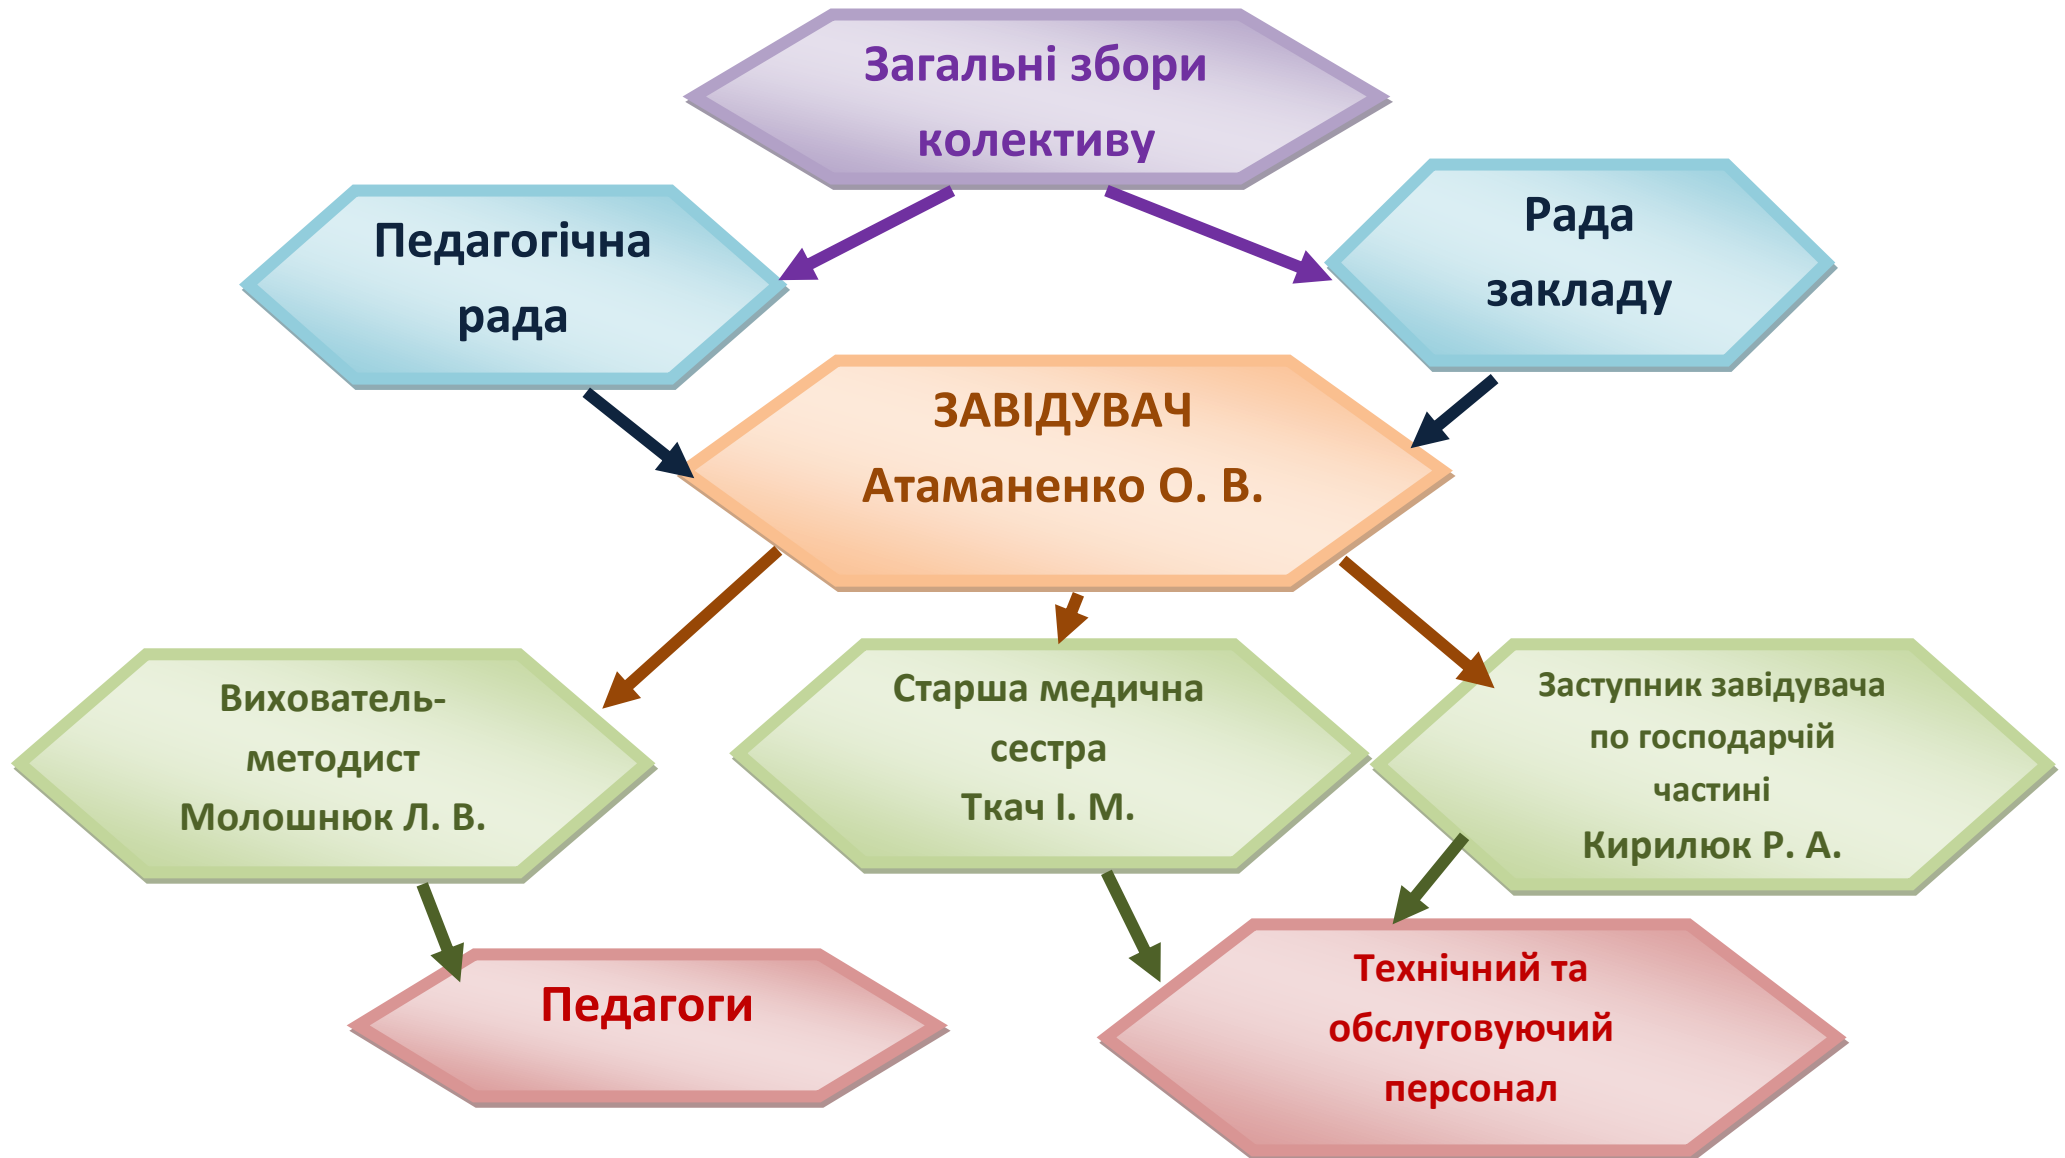 Загальні збори
колективу
Педагогічна
рада
Рада
закладу
ЗАВІДУВАЧ
Атаманенко О. В.
Вихователь-
методист
Молошнюк Л. В.
Старша медична
сестра
Ткач І. М.
Заступник завідувача
по господарчій
частині
Кирилюк Р. А.
Педагоги
Технічний та
обслуговуючий
персонал